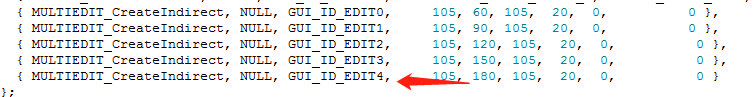 { MULTIEDIT_CreateIndirect, NULL, GUI_ID_EDIT0, 105, 60, 105, 20, 0, 0 },
{ MULTIEDIT_CreateIndirect, NULL, GUI_ID_EDIT1, 105, 90, 105, 20, 0, 0 },
{ MULTIEDIT_CreateIndirect, NULL, GUI_ID_EDIT2, 105, 120, 105, 20, 0, 0 },
{ MULTIEDIT_CreateIndirect, NULL, GUI_ID_EDIT3, 105, 150, 105, 20, 0, 0 },
{ MULTIEDIT_CreateIndirect, NULL, GUI_ID_EDIT4, 105, 180, 105, 20, 0, 0 }
};